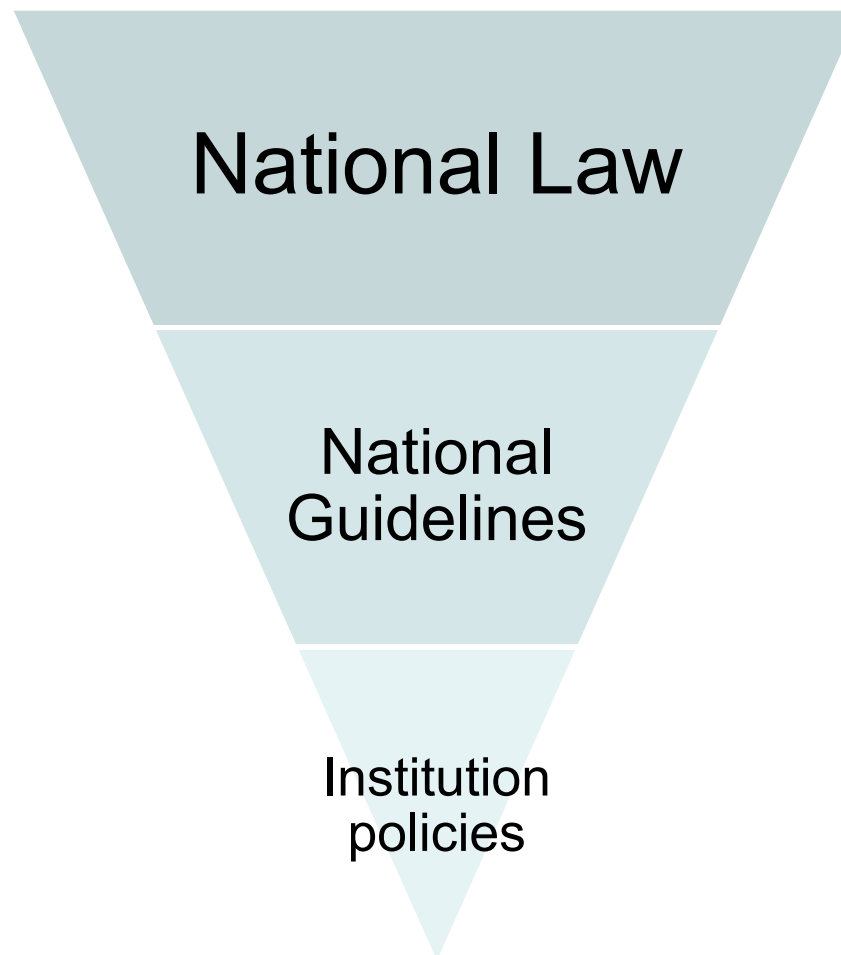 National Law
National
Guidelines
Institution
policies